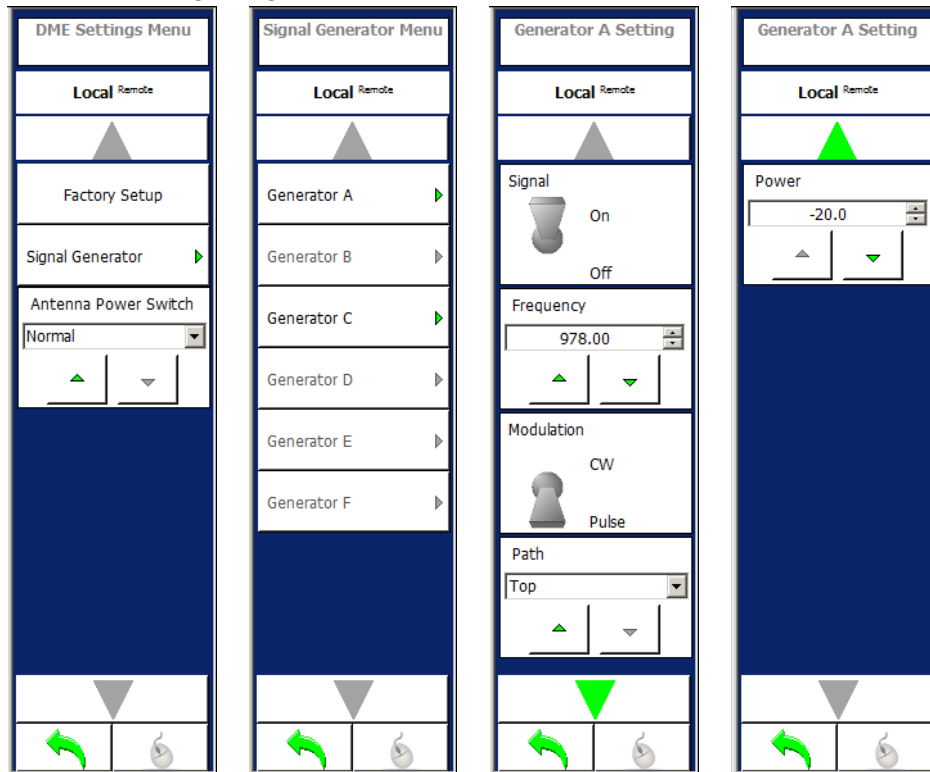 DME Settings Menu
Local Remote
Factory Setup
Signal Generator
Antenna Power Switch
Normal
Signal Generator Menu
Local Remote
Generator A
Generator B
Generator C
Generator D
Generator E
Generator F
Generator A Setting
Local Remote
Signal
On
Off
Frequency
978.00
Modulation
CW
Pulse
Path
Top
Generator A Setting
Local Remote
Power
-20.0